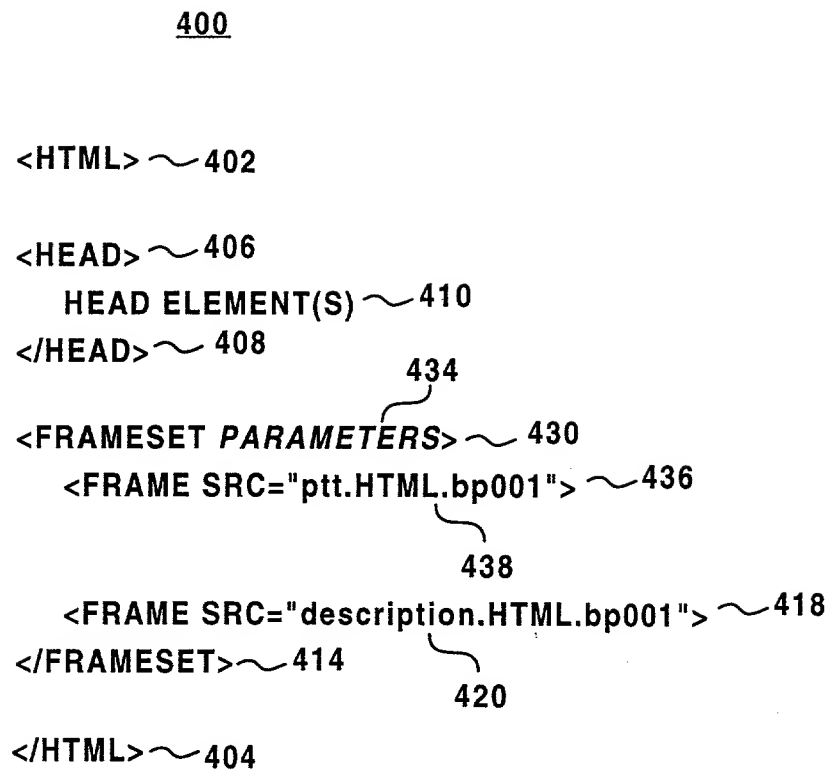 400
<HTML> 402
<HEAD> 406
HEAD ELEMENT(S) 410
</HEAD> 408
434
<FRAMESET PARAMETERS> 430
<FRAME SRC="ptt.HTML.bp001"> 436
438
<FRAME SRC="description.HTML.bp001"> 418
</FRAMESET> 414
420
</HTML> 404